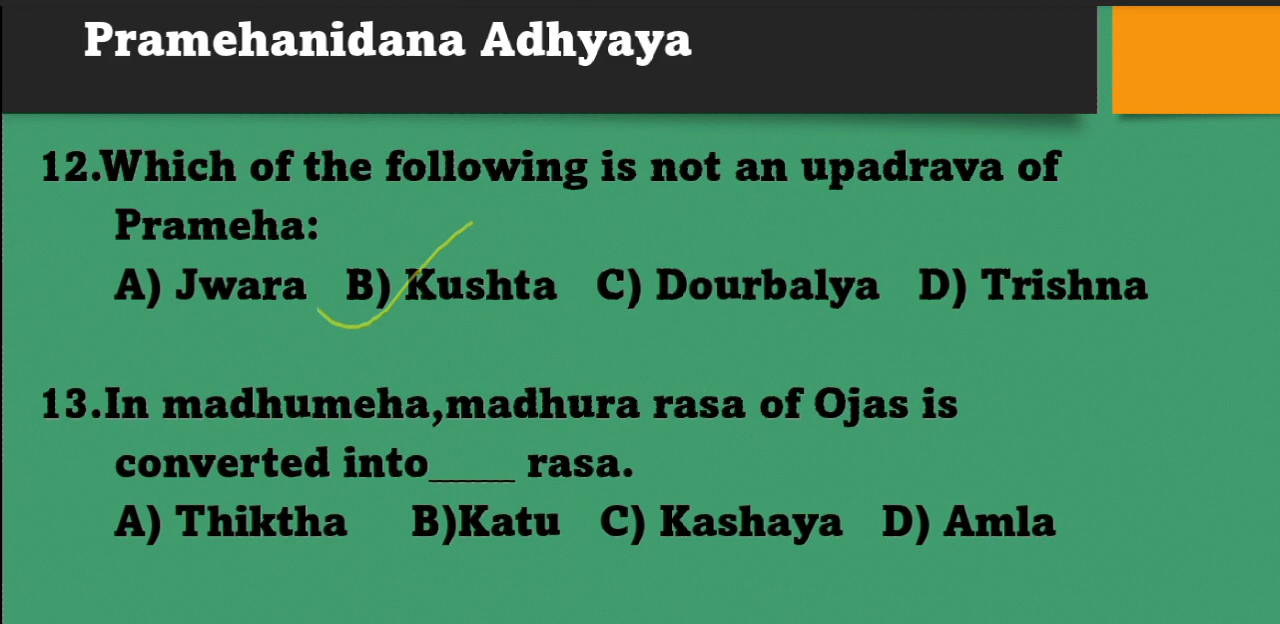 Pramehanidana Adhyaya
12.Which of the following is not an upadrava of
Prameha:
A) Jwara B) Kushta C) Dourbalya D) Trishna
13.In madhumeha,madhura rasa of Ojas is
converted into____ rasa.
A) Thiktha B)Katu C) Kashaya D) Amla